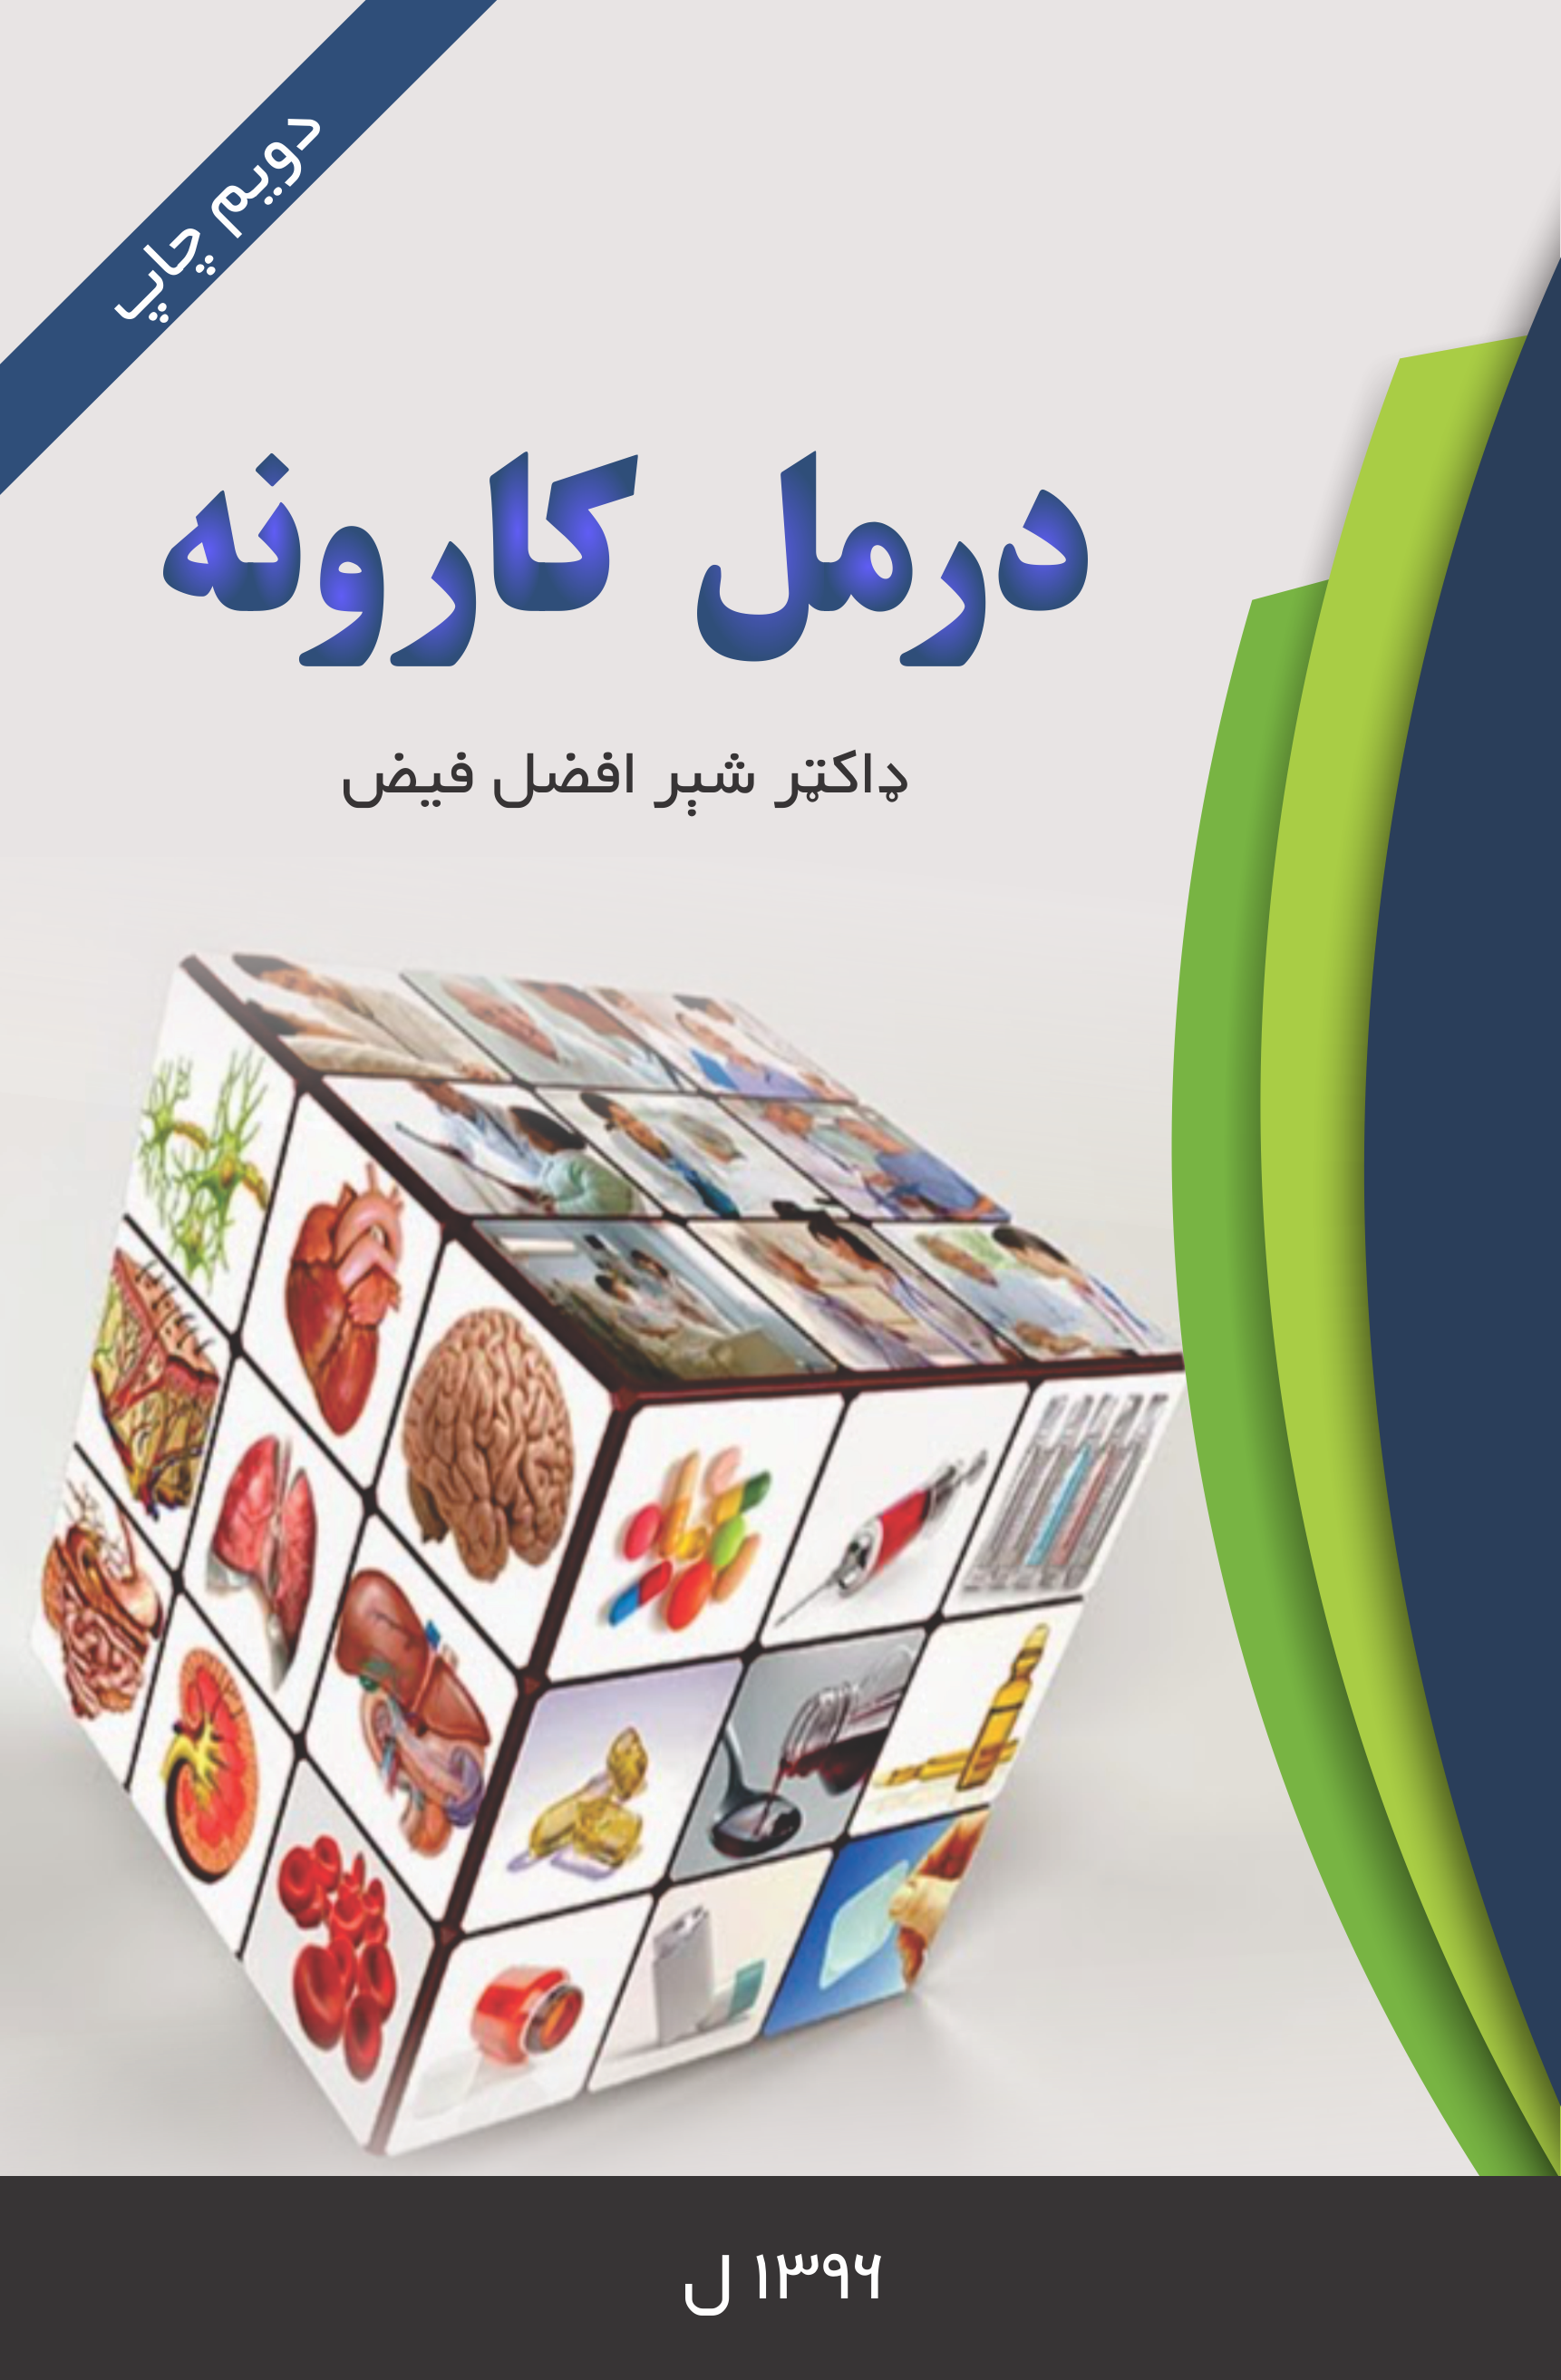 دویم چاپ
درمل کارونه
ډاکټر شېر افضل فیض
۱۳۹۶ ل